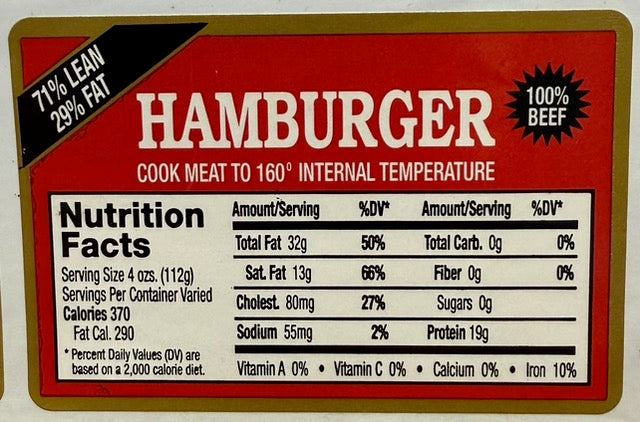 71% LEAN
29% FAT
HAMBURGER
100%
BEEF
COOK MEAT TO 160° INTERNAL TEMPERATURE
Nutrition
Facts
Serving Size 4 ozs. (112g)
Servings Per Container Varied
Calories 370
Fat Cal. 290
* Percent Daily Values (DV) are
based on a 2,000 calorie diet.
Amount/Serving %DV* Amount/Serving %DV*
Total Fat 32g 50% Total Carb. 0g 0%
Sat. Fat 13g 66% Fiber 0g 0%
Cholest. 80mg 27% Sugars 0g
Sodium 55mg 2% Protein 19g
Vitamin A 0% • Vitamin C 0% • Calcium 0% • Iron 10%